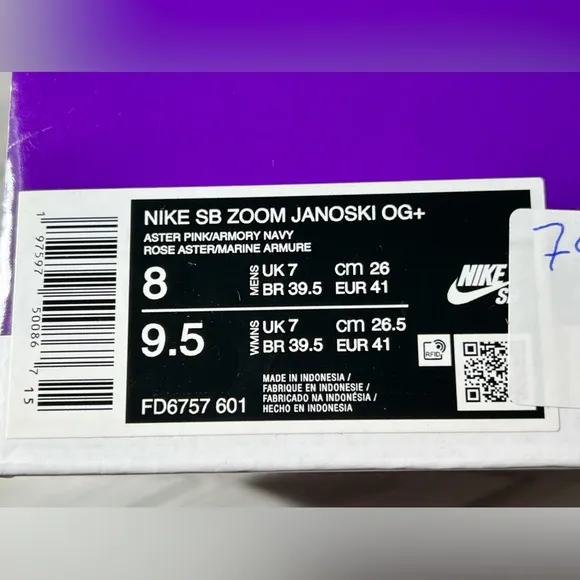 NIKE SB ZOOM JANOSKI OG+
ASTER PINK/ARMORY NAVY
ROSE ASTER/MARINE ARMURE
8 MENS UK 7 cm 26
BR 39.5 EUR 41
9.5 WMNS UK 7 cm 26.5
BR 39.5 EUR 41
MADE IN INDONESIA /
FABRIQUE EN INDONESIE /
FABRICADO NA INDONÉSIA /
HECHO EN INDONESIA
FD6757 601
1 97597 50086 7 15
NIKE
RFID